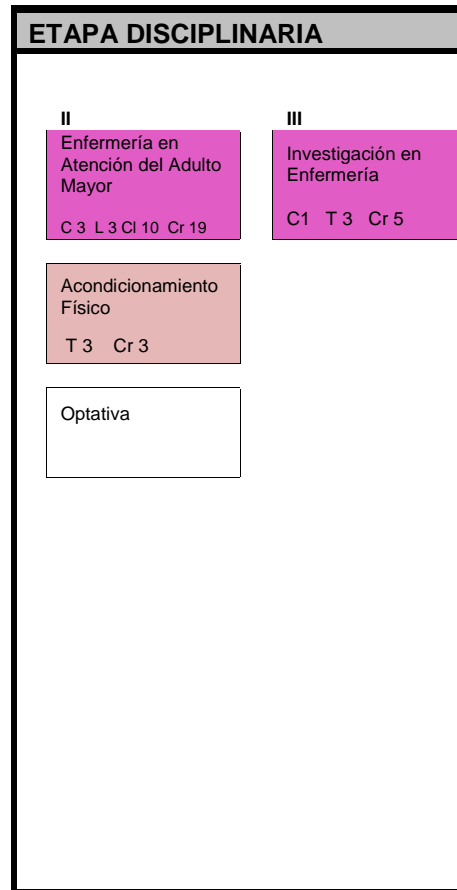 ETAPA DISCIPLINARIA
II
Enfermería en
Atención del Adulto
Mayor
C 3 L 3 Cl 10 Cr 19
Acondicionamiento
Físico
T 3 Cr 3
Optativa
III
Investigación en
Enfermería
C1 T 3 Cr 5